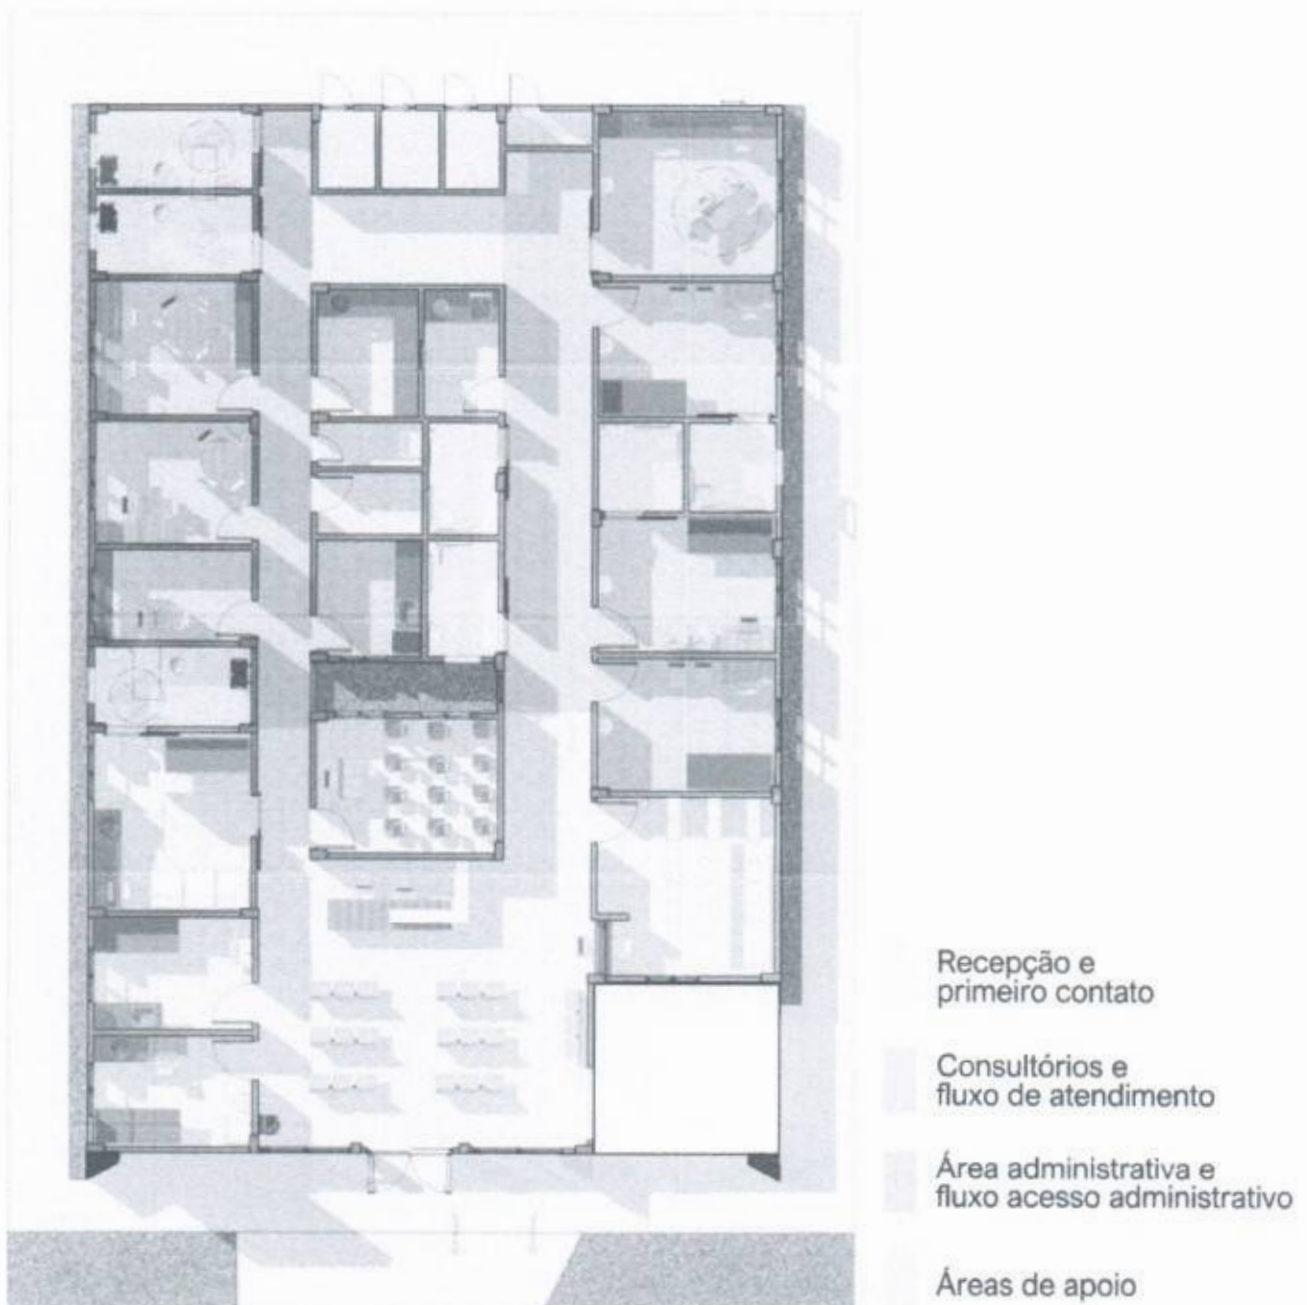 Recepção e
primeiro contato
Consultórios e
fluxo de atendimento
Área administrativa e
fluxo acesso administrativo
Áreas de apoio